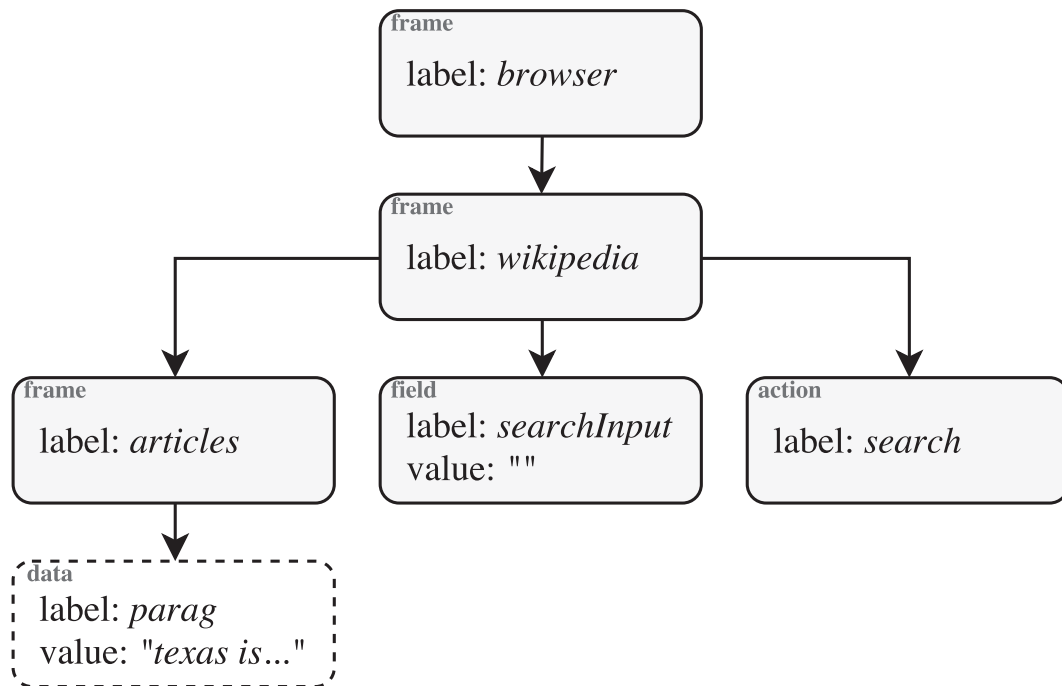 frame
label: browser
frame
label: wikipedia
frame
label: articles
field
label: searchInput
value: ""
action
label: search
data
label: parag
value: "texas is..."